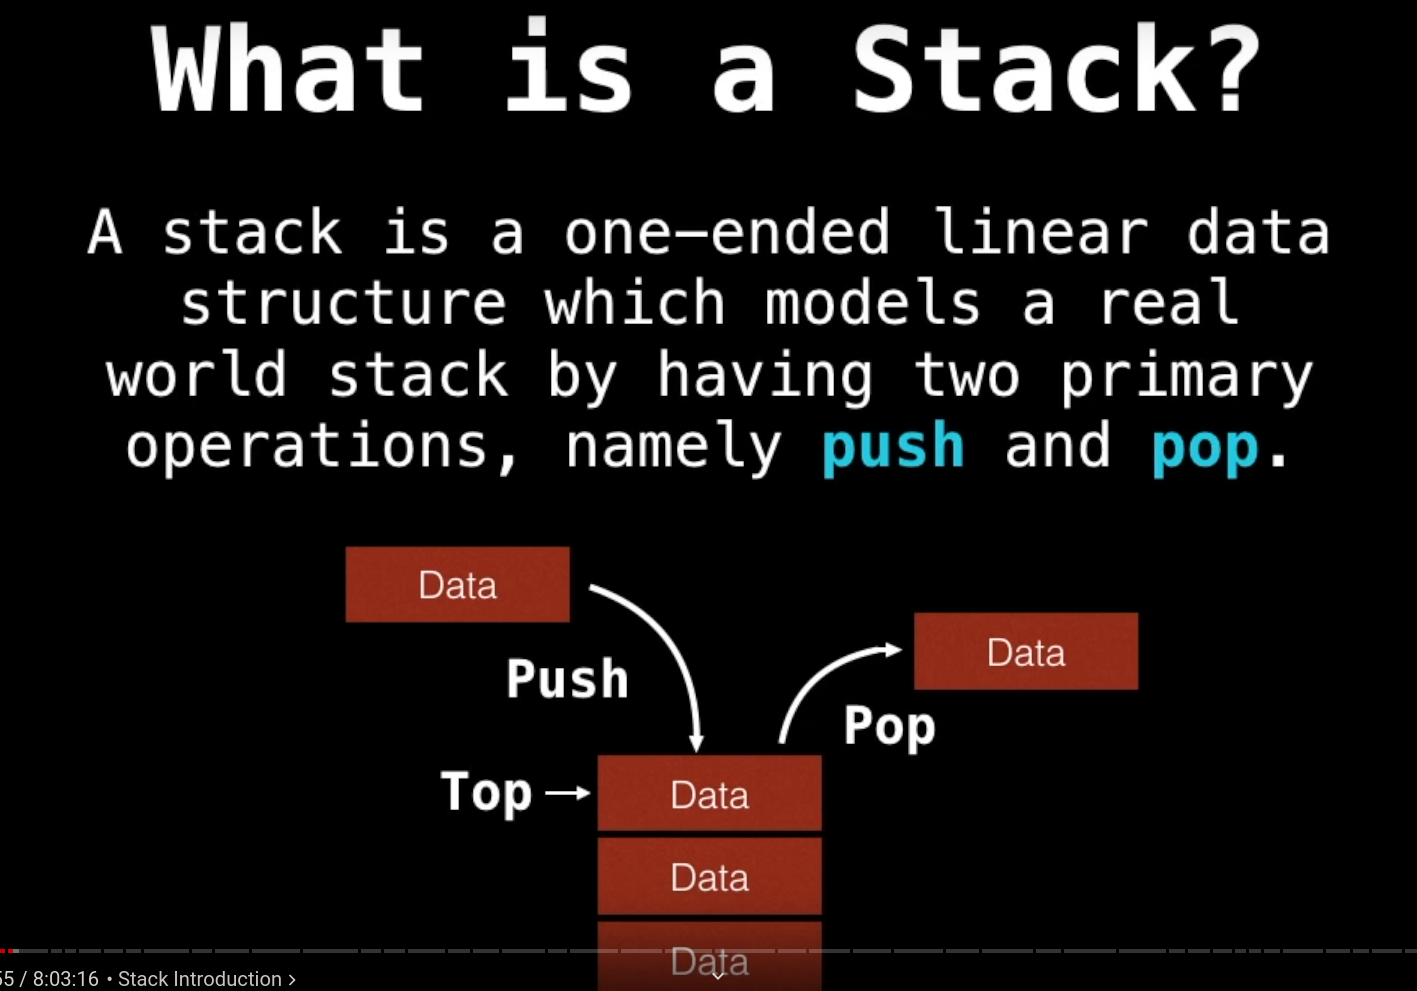 What is a Stack?
A stack is a one-ended linear data
structure which models a real
world stack by having two primary
operations, namely push and pop.
Data
Data
Push
Pop
Top
Data
Data
Data
/ 8:03:16 • Stack Introduction